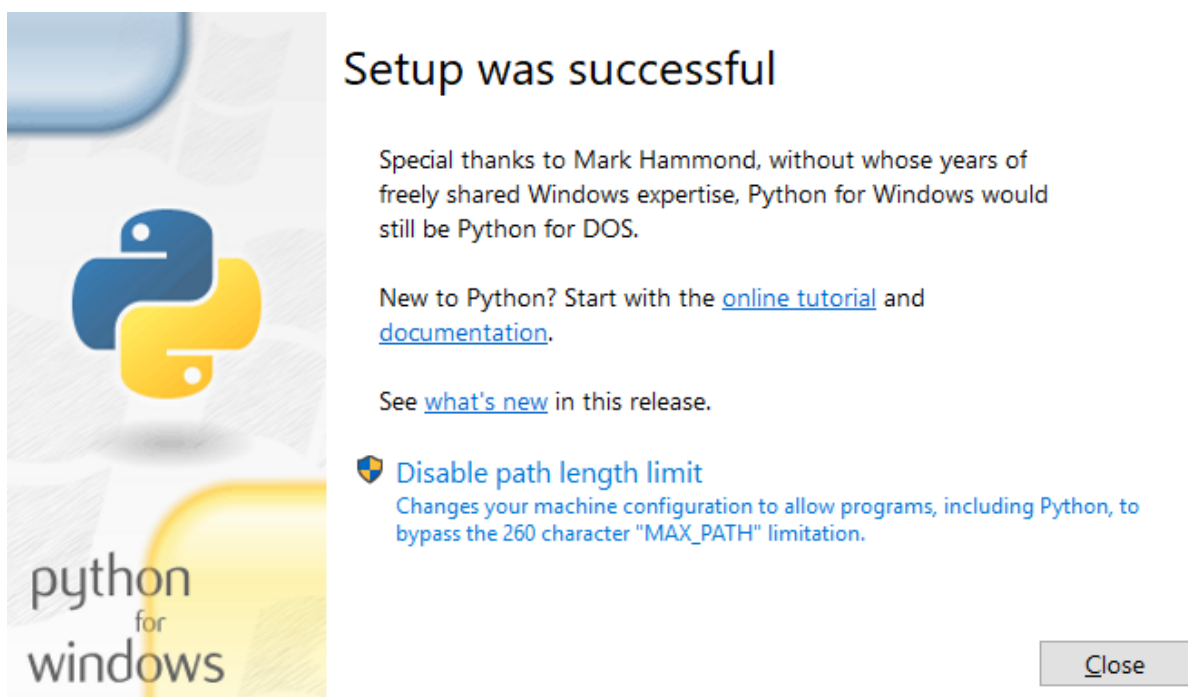 Setup was successful
Special thanks to Mark Hammond, without whose years of
freely shared Windows expertise, Python for Windows would
still be Python for DOS.
New to Python? Start with the online tutorial and
documentation.
See what's new in this release.
Disable path length limit
Changes your machine configuration to allow programs, including Python, to
bypass the 260 character "MAX_PATH" limitation.
python
for
windows
Close